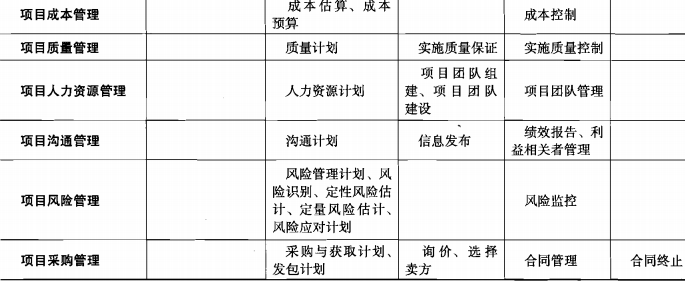 项目成本管理 成本估算、成本 成本控制
预算
项目质量管理 质量计划 实施质量保证 实施质量控制
项目人力资源管理 人力资源计划 项目团队组 项目团队管理
建、项目团队
建设
项目沟通管理 沟通计划 信息发布 绩效报告、利
益相关者管理
项目风险管理 风险管理计划、风 风险监控
险识别、定性风险估
计、定量风险估计、
风险应对计划
项目采购管理 采购与获取计划、 询价、选择 合同管理 合同终止
发包计划 卖方